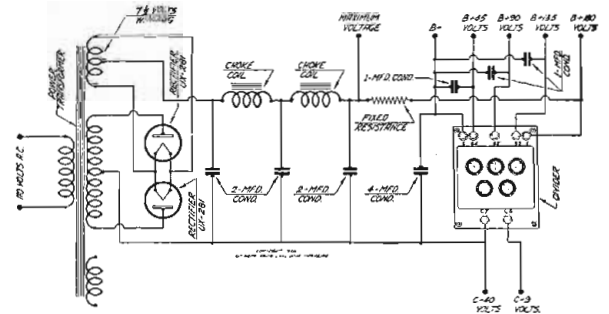 7½ VOLTS
WINDING
POWER
TRANSFORMER
RECTIFIER
UX-281
MAXIMUM
VOLTAGE
B-
B+45
VOLTS
B+90
VOLTS
B+135
VOLTS
B+180
VOLTS
CHOKE
COIL
CHOKE
COIL
1-MFD. COND.
1-MFD.
COND.
FIXED
RESISTANCE
110 VOLTS A.C.
RECTIFIER
UX-281
2-MFD.
COND.
8-MFD.
COND.
4-MFD.
COND.
DIVIDER
C-40
VOLTS
C-9
VOLTS.